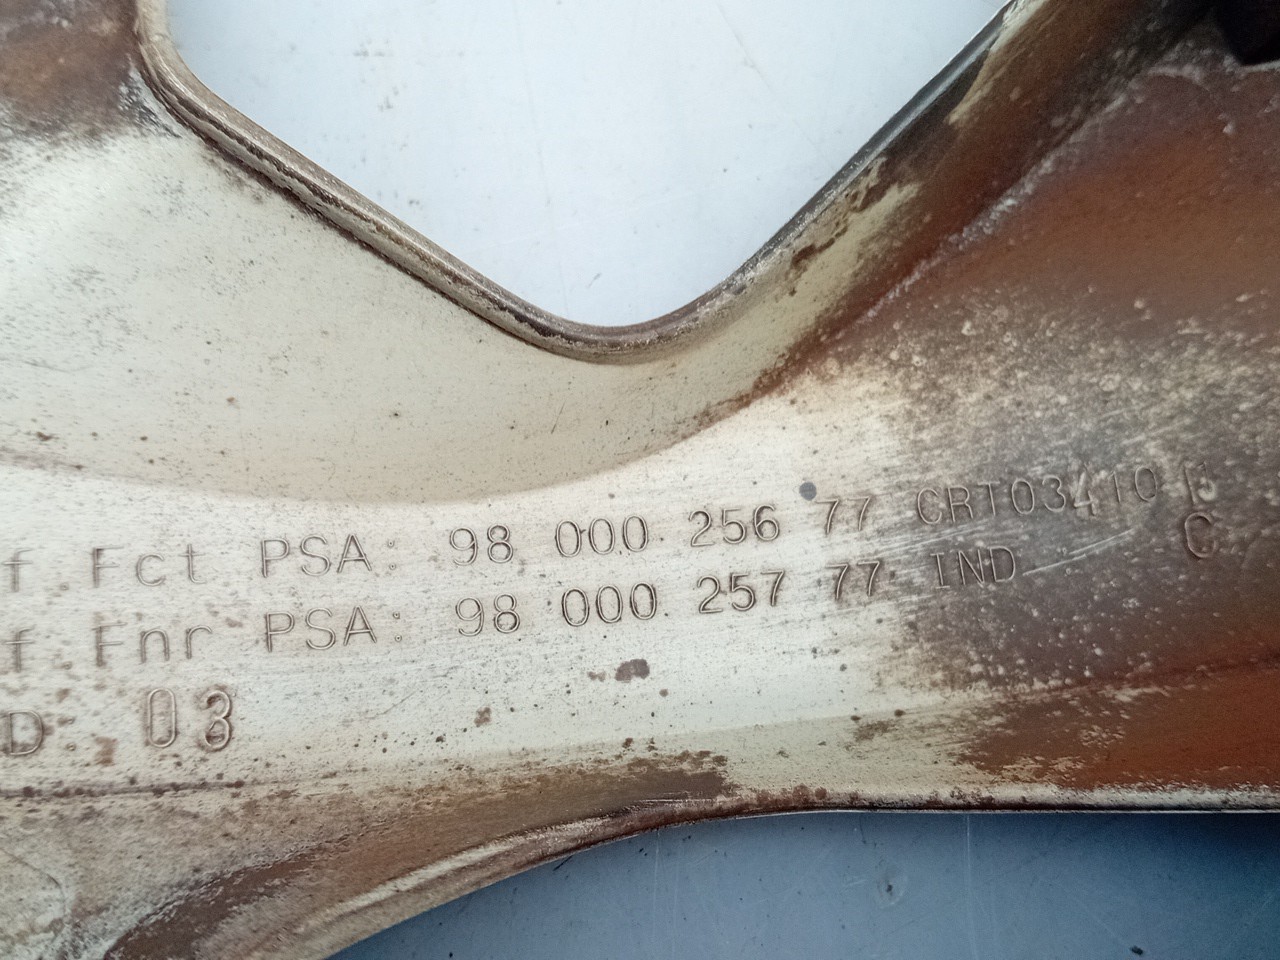 f Fct PSA: 98 000 256 77 CRT03410
f Fnr PSA: 98 000 257 77 IND C
D: 03